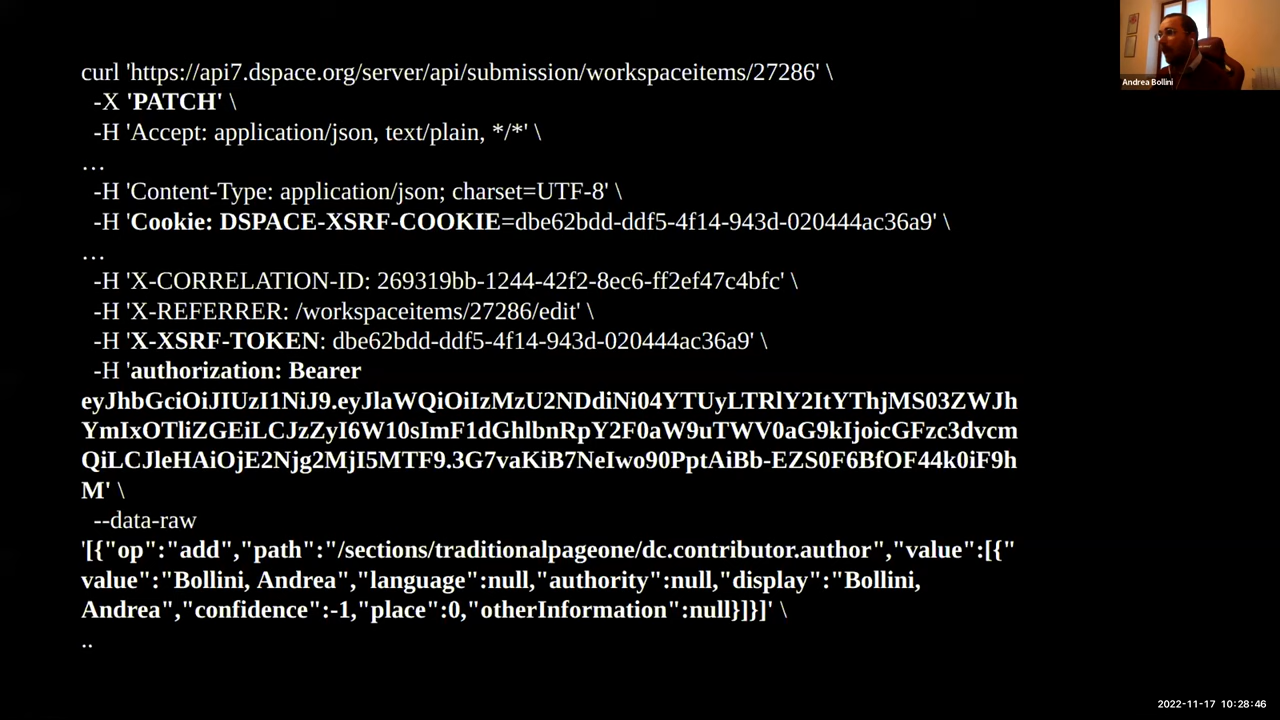 curl 'https://api7.dspace.org/server/api/submission/workspaceitems/27286' \
-X 'PATCH' \
-H 'Accept: application/json, text/plain, */*' \
…
-H 'Content-Type: application/json; charset=UTF-8' \
-H 'Cookie: DSPACE-XSRF-COOKIE=dbe62bdd-ddf5-4f14-943d-020444ac36a9' \
…
-H 'X-CORRELATION-ID: 269319bb-1244-42f2-8ec6-ff2ef47c4bfc' \
-H 'X-REFERRER: /workspaceitems/27286/edit' \
-H 'X-XSRF-TOKEN: dbe62bdd-ddf5-4f14-943d-020444ac36a9' \
-H 'authorization: Bearer
eyJhbGciOiJIUzI1NiJ9.eyJlaWQiOiIzMzU2NDdiNi04YTUyLTRlY2ItYThjMS03ZWJh
YmIxOTliZGEiLCJzZyI6W10sImF1dGhlbnRpY2F0aW9uTWV0aG9kIjoicGFzc3dvcm
QiLCJleHAiOjE2Njg2MjI5MTF9.3G7vaKiB7NeIwo90PptAiBb-EZS0F6BfOF44k0iF9h
M' \
--data-raw
'[{"op":"add","path":"/sections/traditionalpageone/dc.contributor.author","value":[{"
value":"Bollini, Andrea","language":null,"authority":null,"display":"Bollini,
Andrea","confidence":-1,"place":0,"otherInformation":null}]}]' \
..
Andrea Bollini
2022-11-17 10:28:46